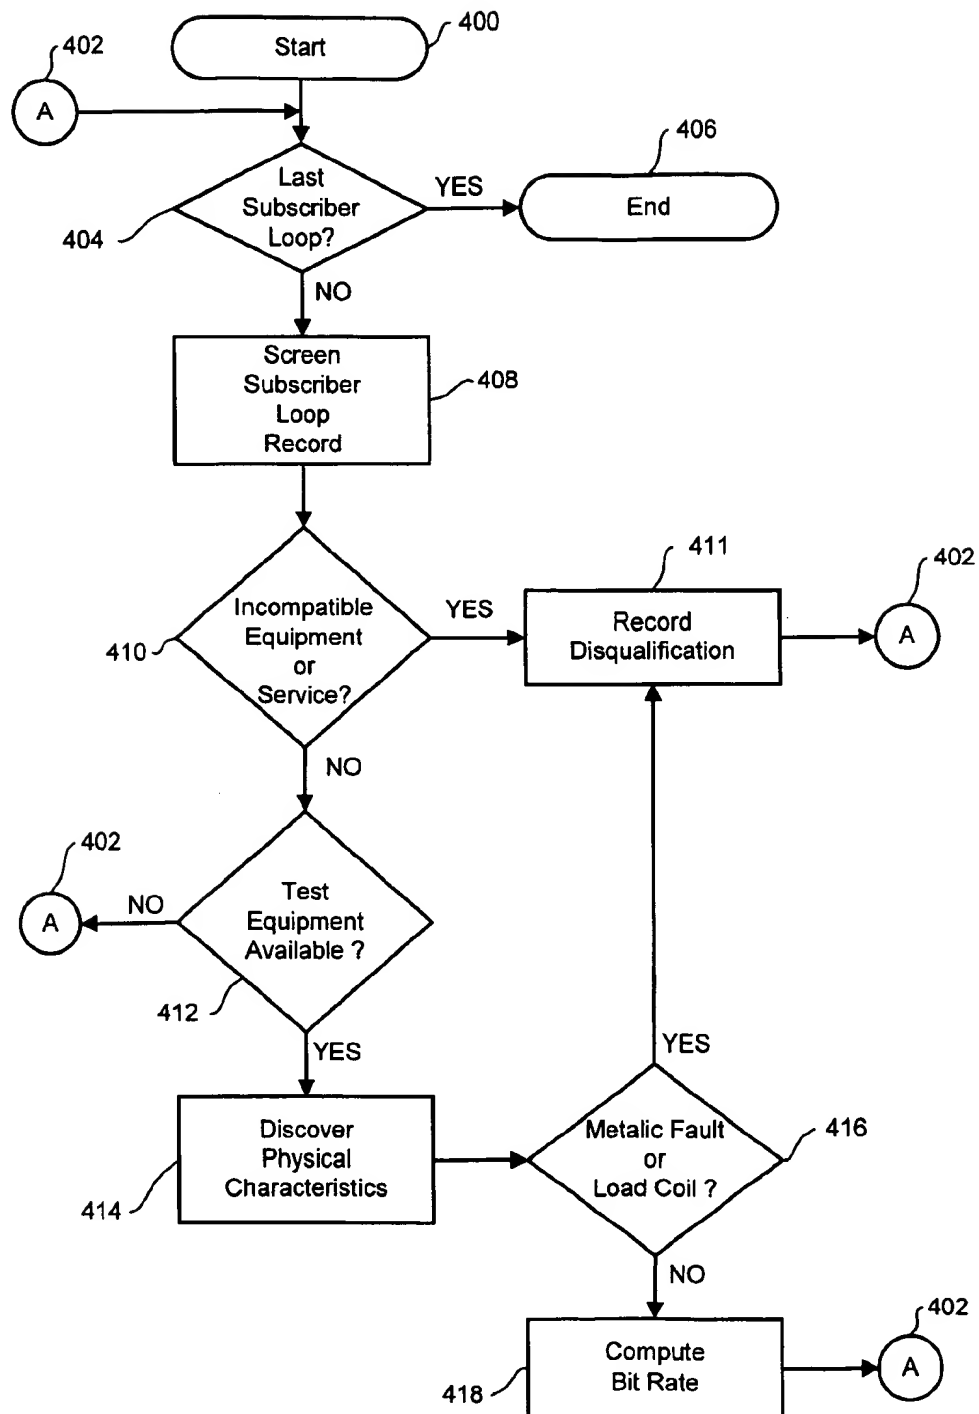 400
Start
402
A
406
Last
Subscriber
Loop?
YES
End
404
NO
Screen
Subscriber
Loop
Record
408
411
402
Incompatible
Equipment
or
Service?
YES
Record
Disqualification
A
410
NO
402
A
NO
Test
Equipment
Available ?
412
YES
YES
Discover
Physical
Characteristics
Metalic Fault
or
Load Coil ?
416
414
NO
402
Compute
Bit Rate
A
418